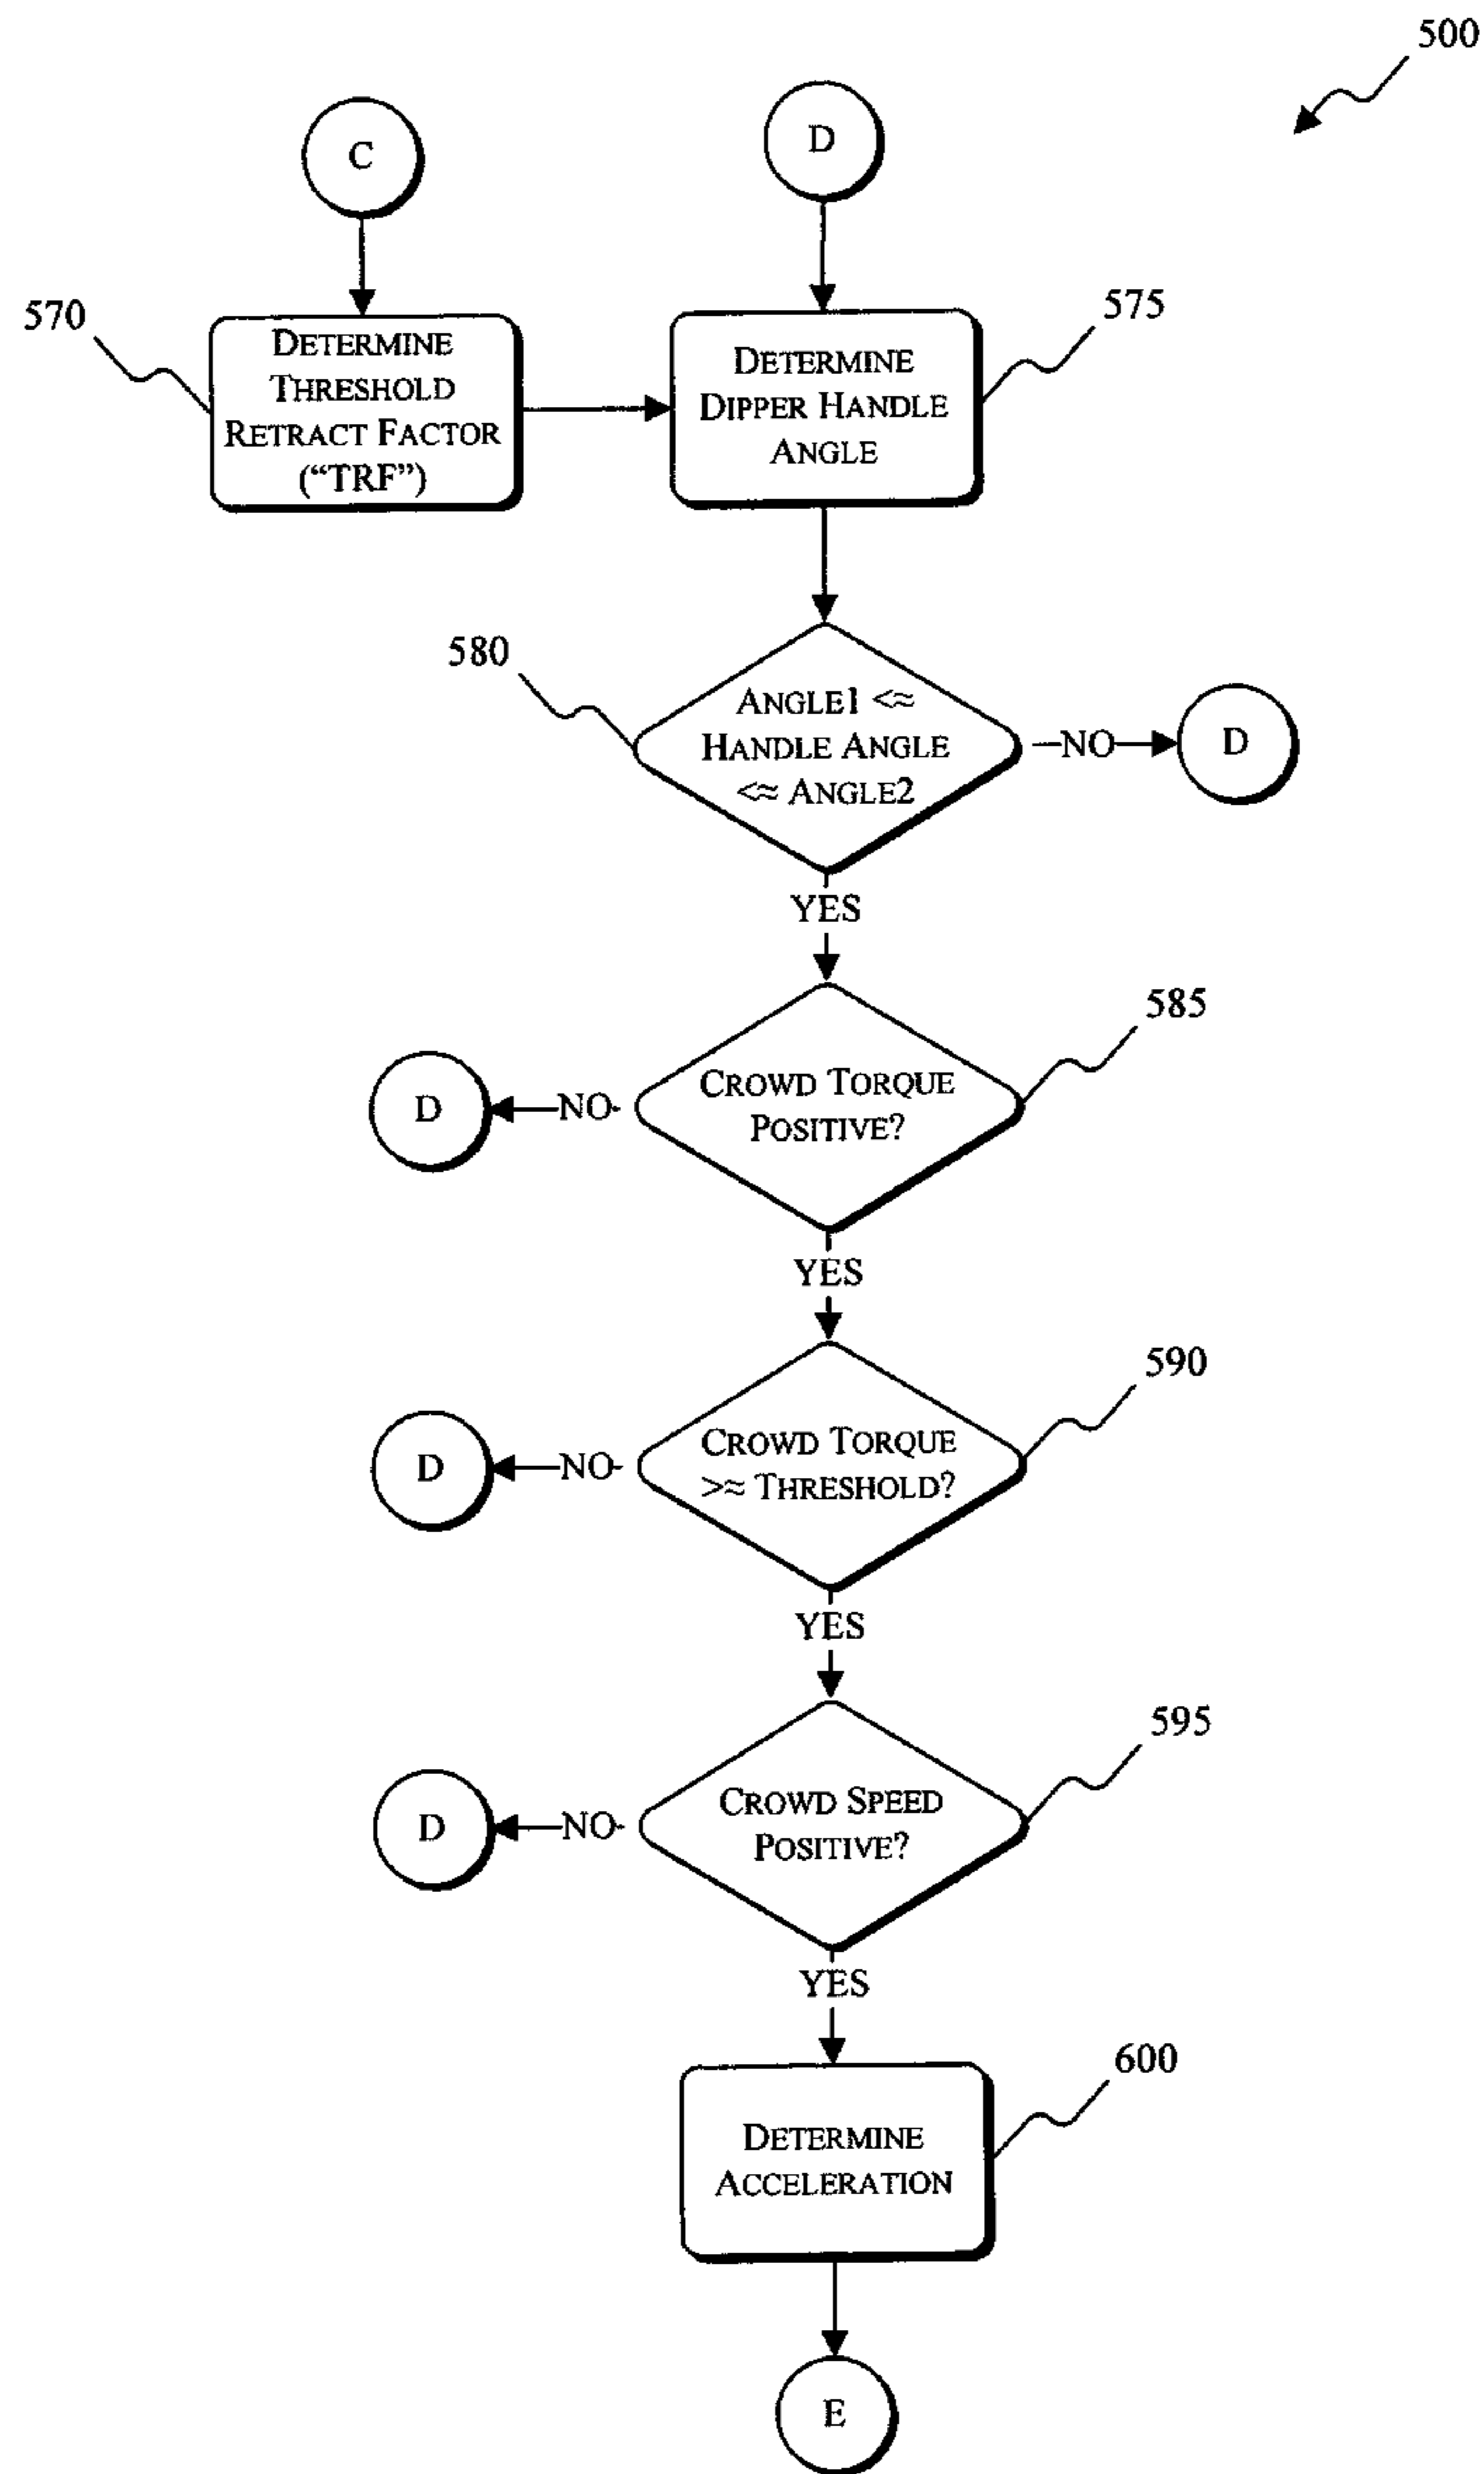 500
C
D
570
DETERMINE
THRESHOLD
RETRACT FACTOR
("TRF")
575
DETERMINE
DIPPER HANDLE
ANGLE
580
ANGLE1 <≈
HANDLE ANGLE
<≈ ANGLE2
NO
D
YES
585
D
NO
CROWD TORQUE
POSITIVE?
YES
590
D
NO
CROWD TORQUE
>≈ THRESHOLD?
YES
595
D
NO
CROWD SPEED
POSITIVE?
YES
600
DETERMINE
ACCELERATION
E